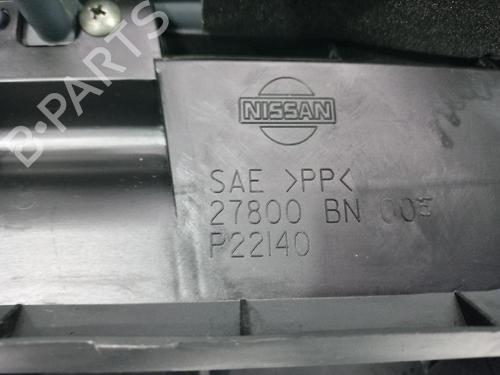 B-PARTS
NISSAN
SAE >PP<
27800 BN
P22140